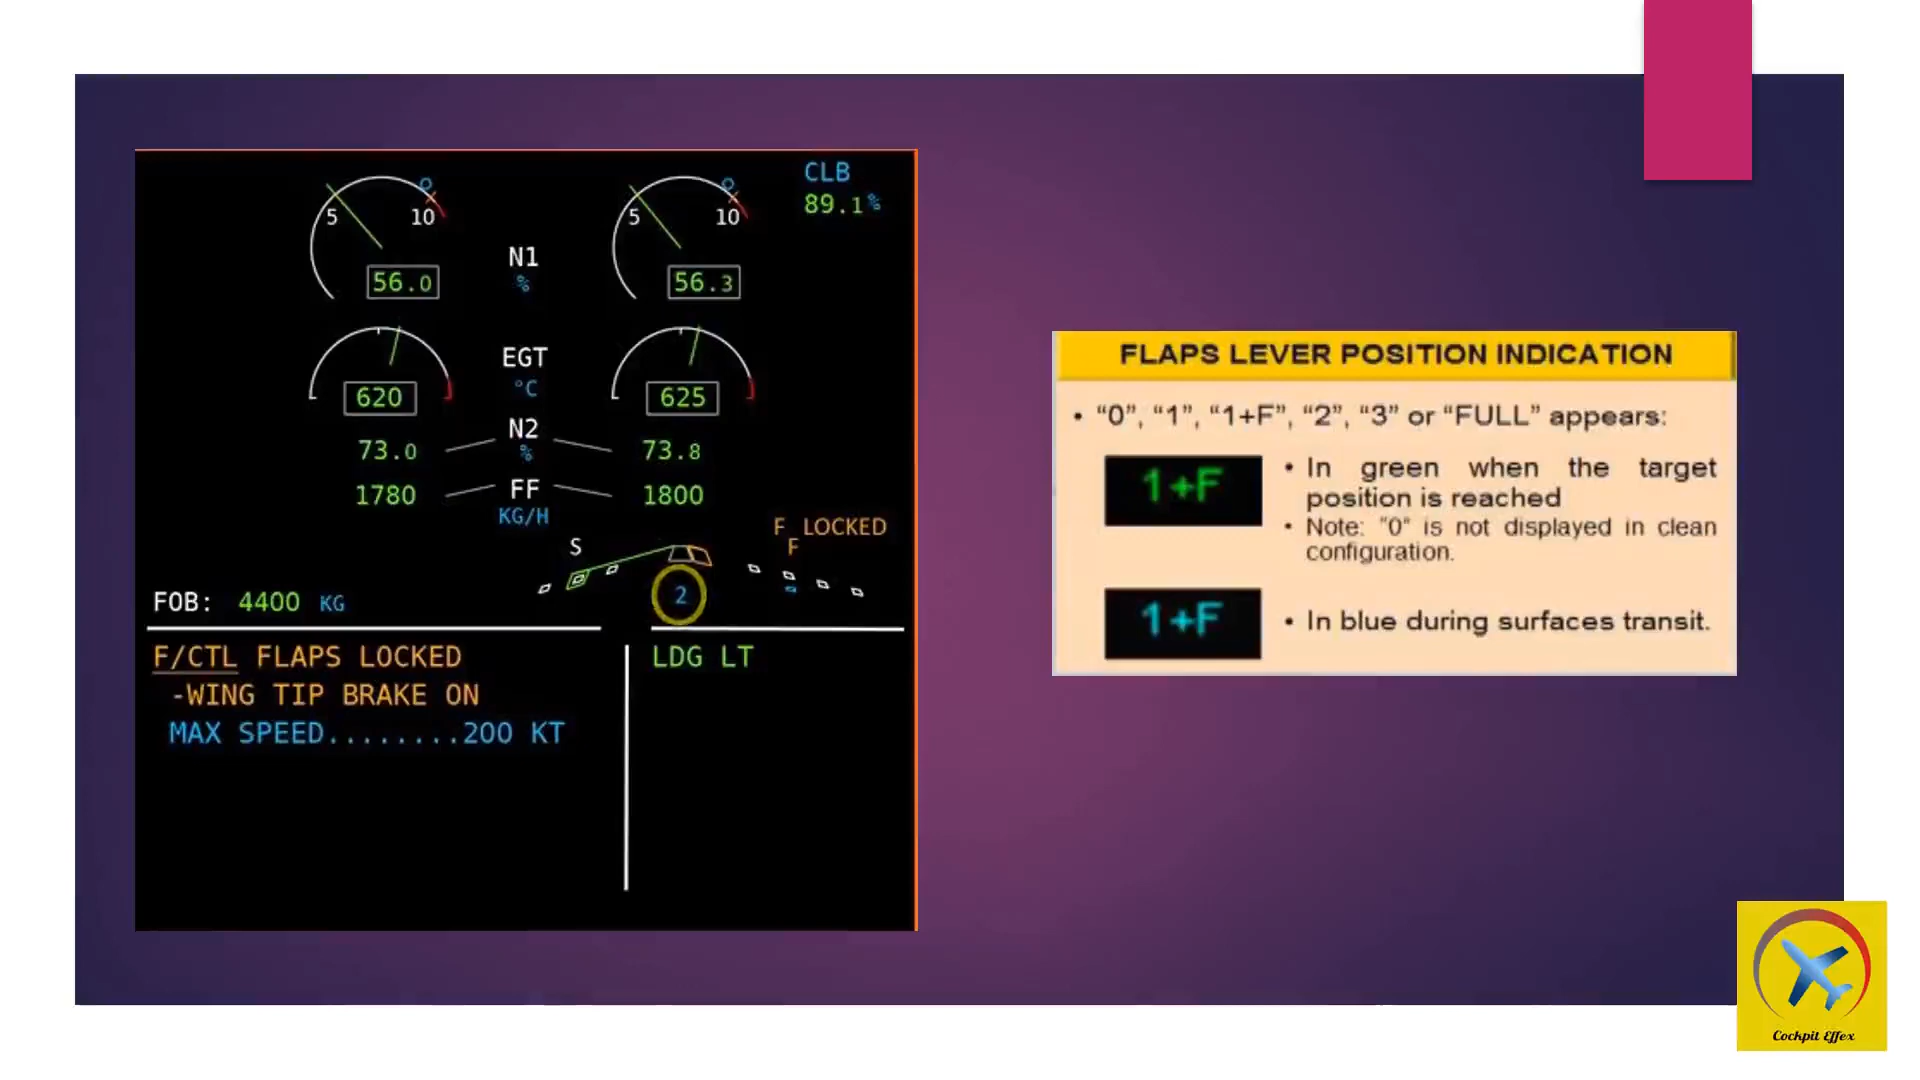 CLB
89.1%
5 10
5 10
N1
%
56.0
56.3
EGT
°C
620
625
N2
%
73.0
73.8
FF
KG/H
1780
1800
F LOCKED
S
F
FOB: 4400 KG
2
F/CTL FLAPS LOCKED
-WING TIP BRAKE ON
MAX SPEED........200 KT
LDG LT
FLAPS LEVER POSITION INDICATION
• “0”, “1”, “1+F”, “2”, “3” or “FULL” appears:
1+F
• In green when the target
position is reached
• Note: "0" is not displayed in clean
configuration.
1+F
• In blue during surfaces transit.
Cockpit Effex